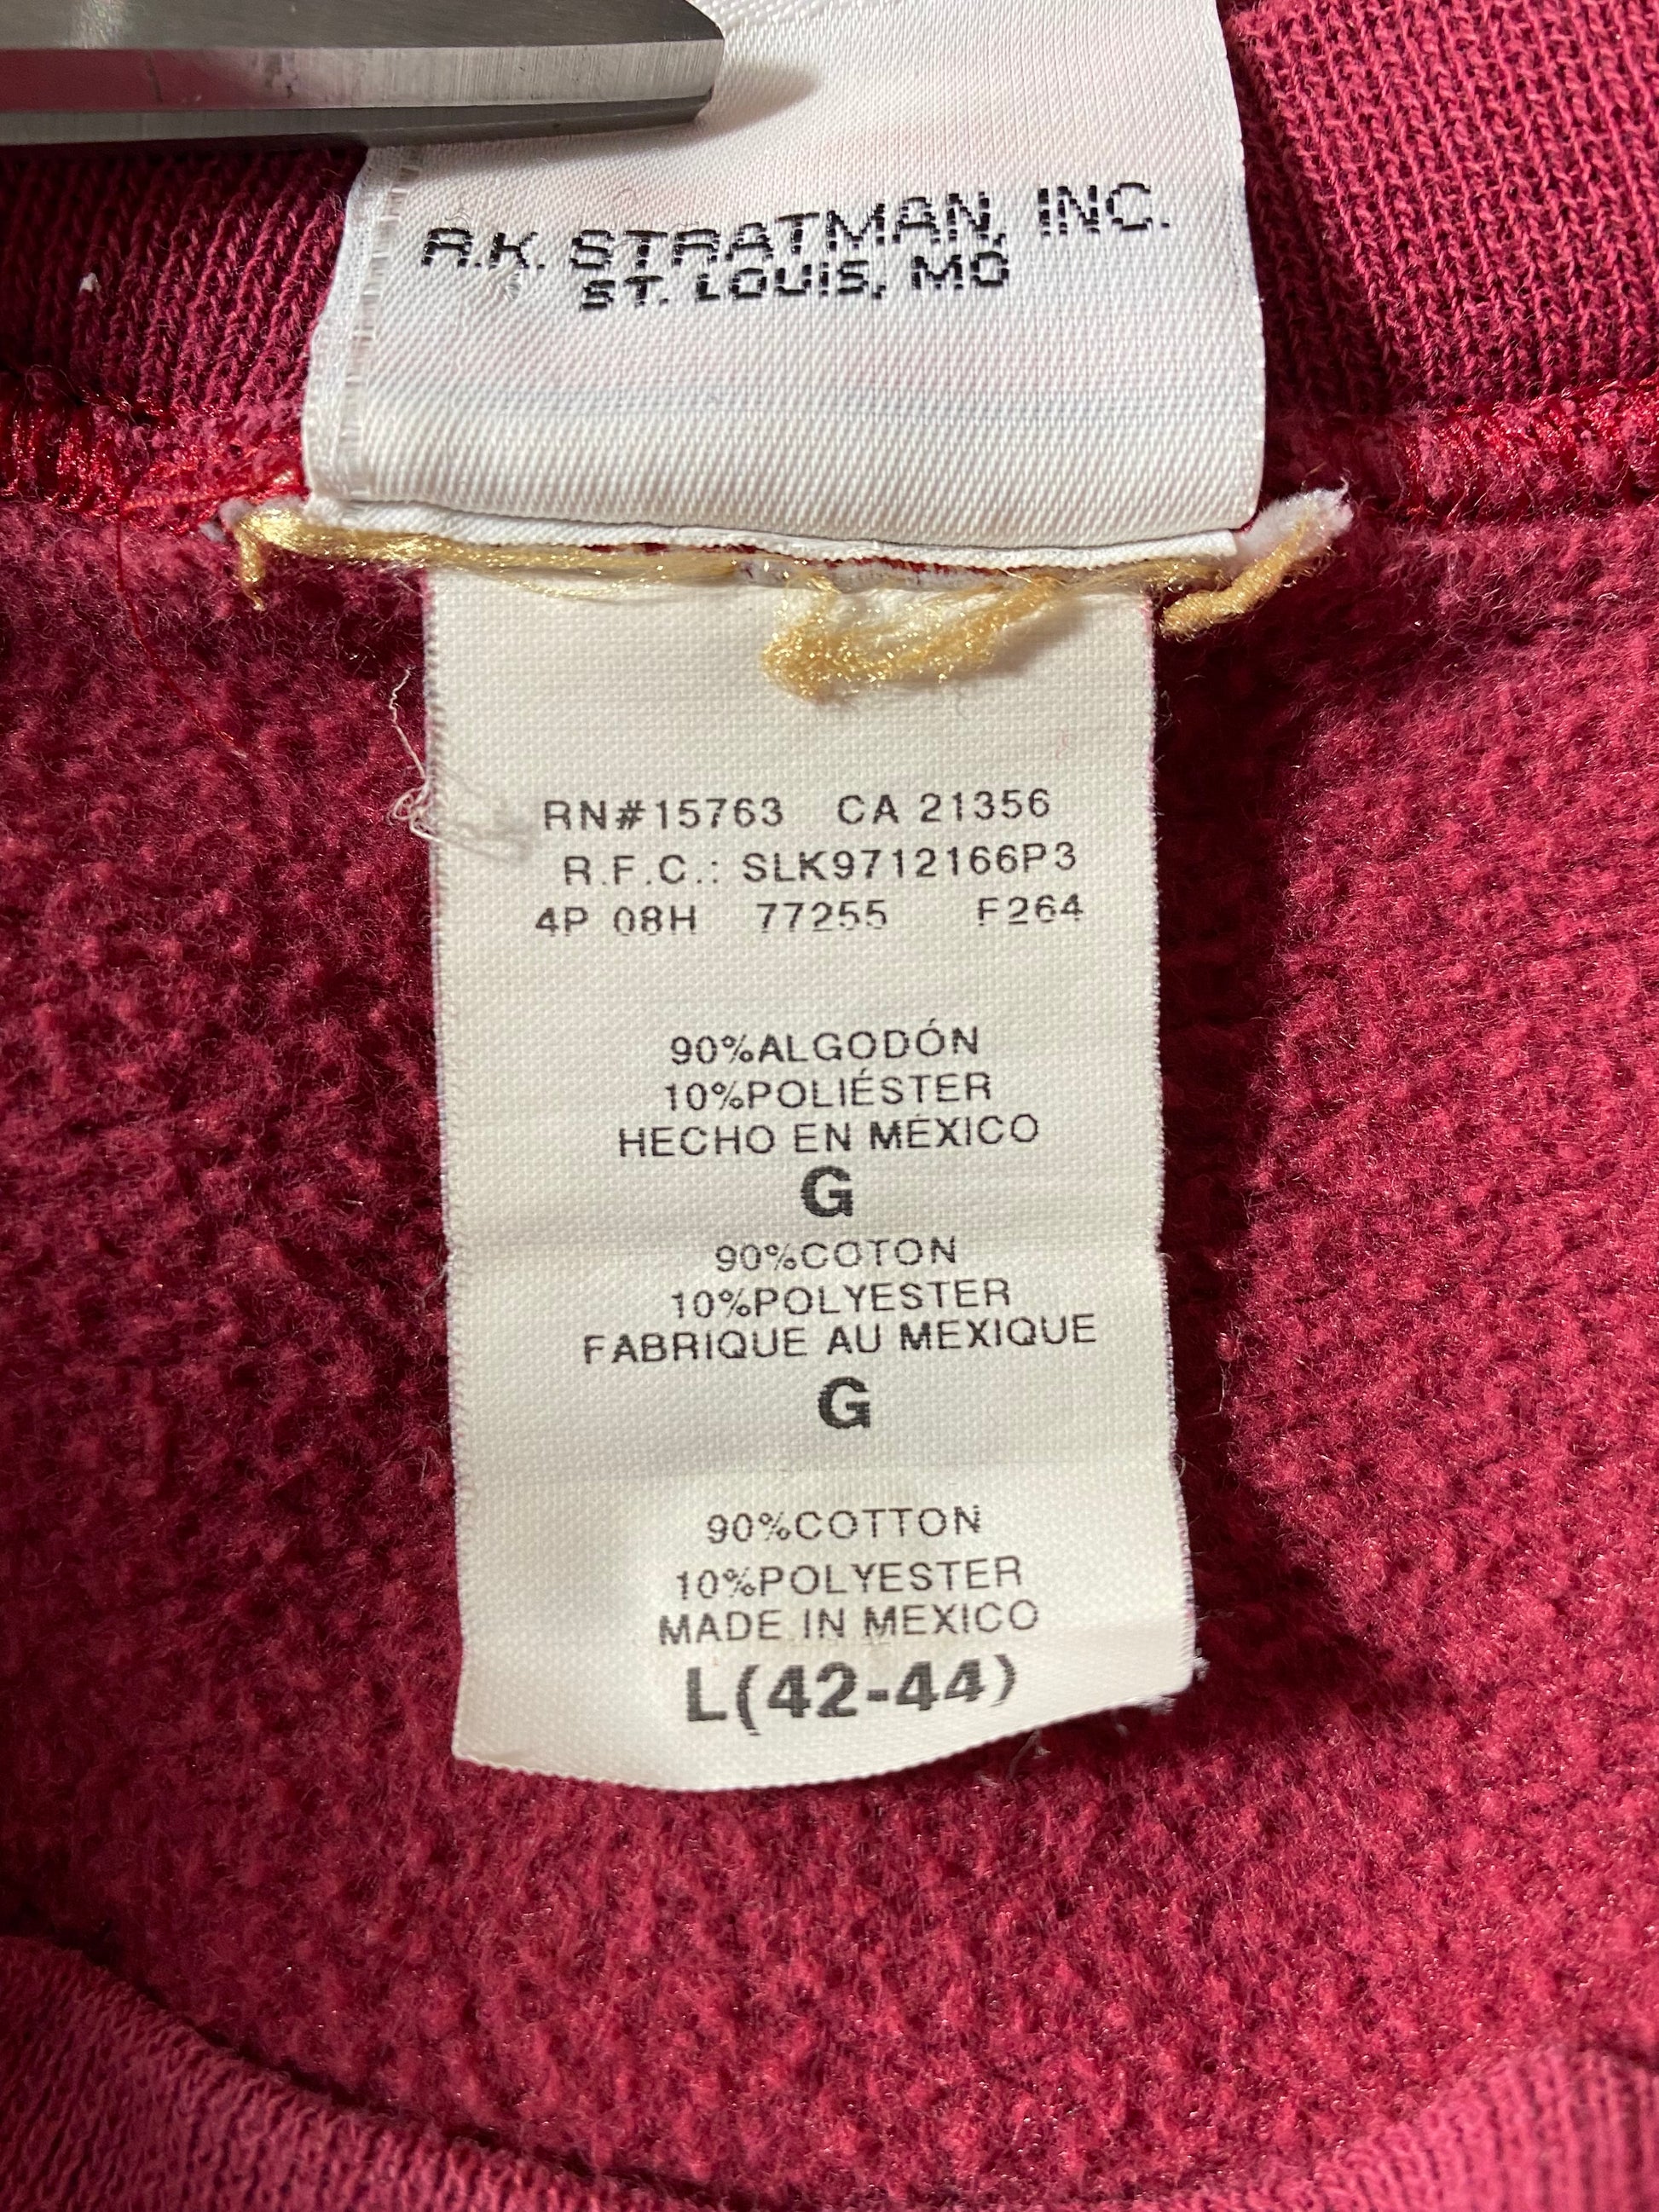 R.K. STRATMAN, INC.
ST. LOUIS, MO
RN#15763 CA 21356
R.F.C.: SLK9712166P3
4P 08H 77255 F264
90%ALGODÓN
10%POLIÉSTER
HECHO EN MÉXICO
G
90%COTON
10%POLYESTER
FABRIQUE AU MEXIQUE
G
90%COTTON
10%POLYESTER
MADE IN MEXICO
L(42-44)